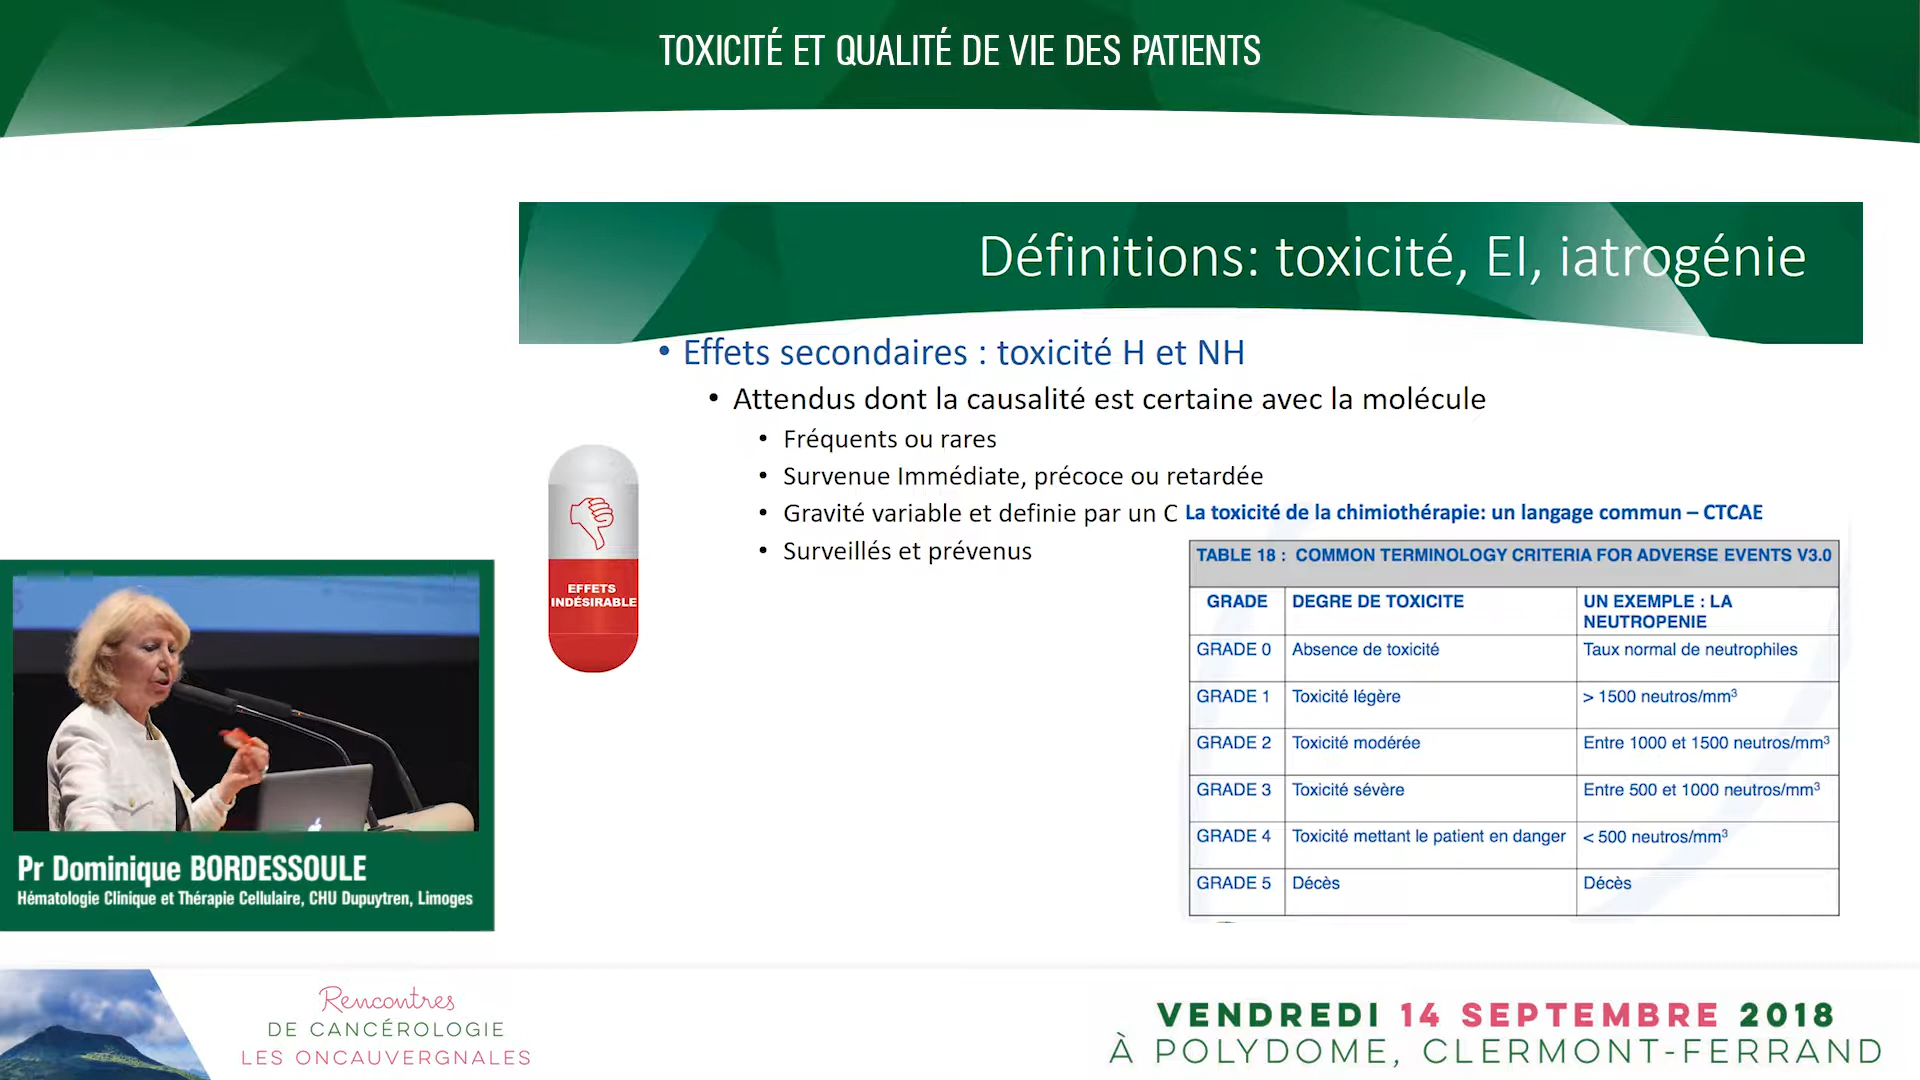 TOXICITÉ ET QUALITÉ DE VIE DES PATIENTS
Définitions: toxicité, EI, iatrogénie
• Effets secondaires : toxicité H et NH
• Attendus dont la causalité est certaine avec la molécule
• Fréquents ou rares
• Survenue Immédiate, précoce ou retardée
• Gravité variable et definie par un C
• Surveillés et prévenus
EFFETS
INDÉSIRABLE
La toxicité de la chimiothérapie: un langage commun – CTCAE
TABLE 18 : COMMON TERMINOLOGY CRITERIA FOR ADVERSE EVENTS V3.0
GRADE DEGRE DE TOXICITE UN EXEMPLE : LA
NEUTROPENIE
GRADE 0 Absence de toxicité Taux normal de neutrophiles
GRADE 1 Toxicité légère > 1500 neutros/mm³
GRADE 2 Toxicité modérée Entre 1000 et 1500 neutros/mm³
GRADE 3 Toxicité sévère Entre 500 et 1000 neutros/mm³
GRADE 4 Toxicité mettant le patient en danger < 500 neutros/mm³
GRADE 5 Décès Décès
Pr Dominique BORDESSOULE
Hématologie Clinique et Thérapie Cellulaire, CHU Dupuytren, Limoges
Rencontres
DE CANCÉROLOGIE
LES ONCAUVERGNALES
VENDREDI 14 SEPTEMBRE 2018
À POLYDOME, CLERMONT-FERRAND